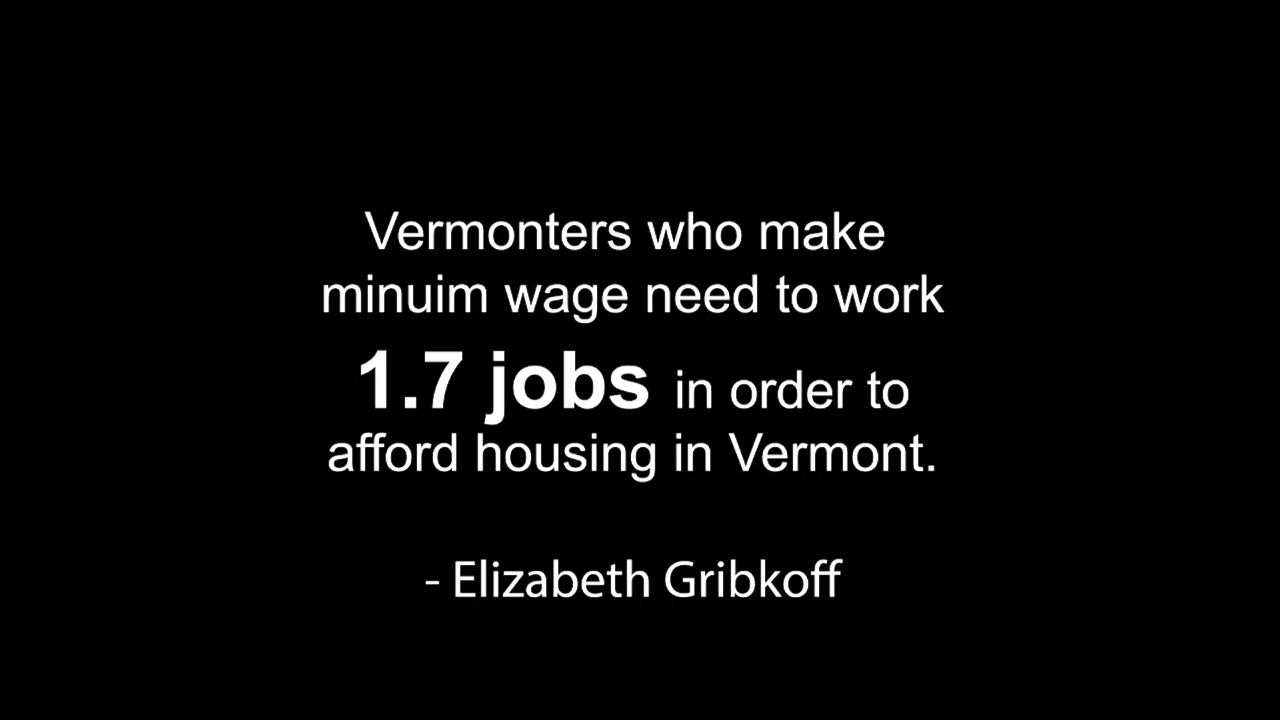 Vermonters who make
minuim wage need to work
1.7 jobs in order to
afford housing in Vermont.
- Elizabeth Gribkoff